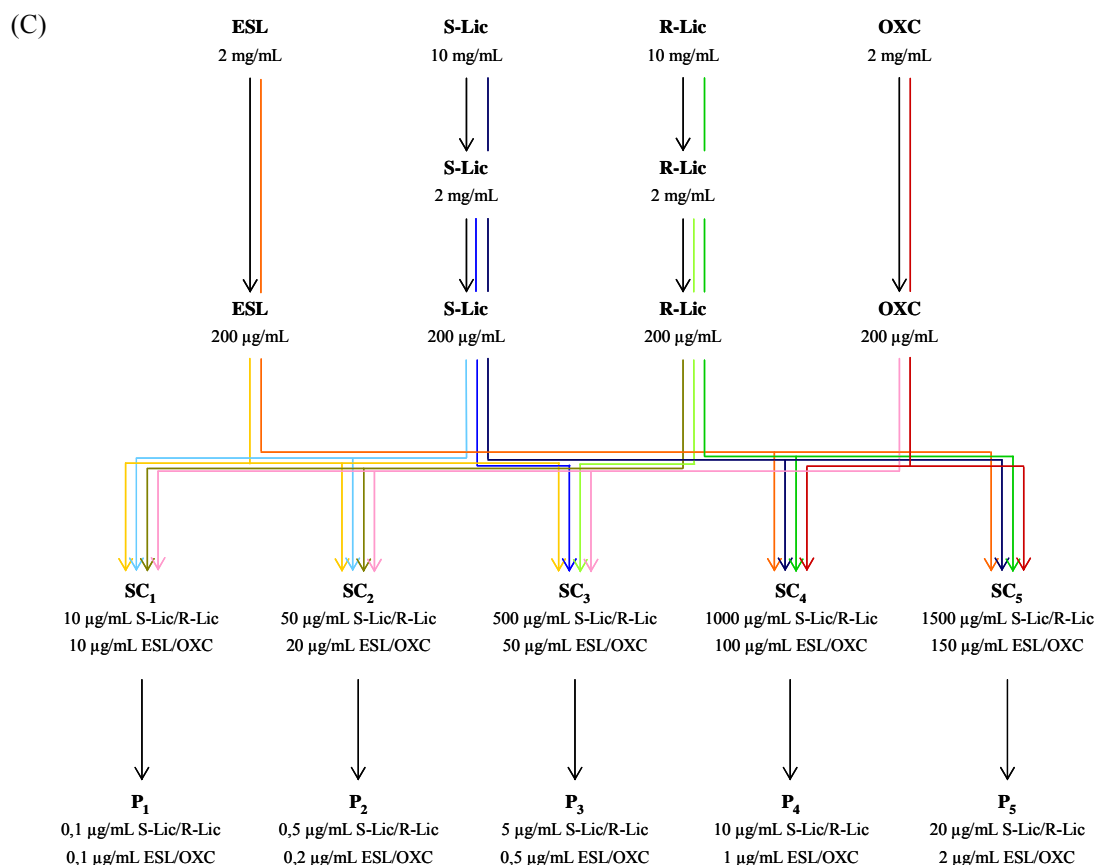 (C)
ESL S-Lic R-Lic OXC
2 mg/mL 10 mg/mL 10 mg/mL 2 mg/mL
S-Lic R-Lic
2 mg/mL 2 mg/mL
ESL S-Lic R-Lic OXC
200 µg/mL 200 µg/mL 200 µg/mL 200 µg/mL
SC1 SC2 SC3 SC4 SC5
10 µg/mL S-Lic/R-Lic 50 µg/mL S-Lic/R-Lic 500 µg/mL S-Lic/R-Lic 1000 µg/mL S-Lic/R-Lic 1500 µg/mL S-Lic/R-Lic
10 µg/mL ESL/OXC 20 µg/mL ESL/OXC 50 µg/mL ESL/OXC 100 µg/mL ESL/OXC 150 µg/mL ESL/OXC
P1 P2 P3 P4 P5
0,1 µg/mL S-Lic/R-Lic 0,5 µg/mL S-Lic/R-Lic 5 µg/mL S-Lic/R-Lic 10 µg/mL S-Lic/R-Lic 20 µg/mL S-Lic/R-Lic
0,1 µg/mL ESL/OXC 0,2 µg/mL ESL/OXC 0,5 µg/mL ESL/OXC 1 µg/mL ESL/OXC 2 µg/mL ESL/OXC